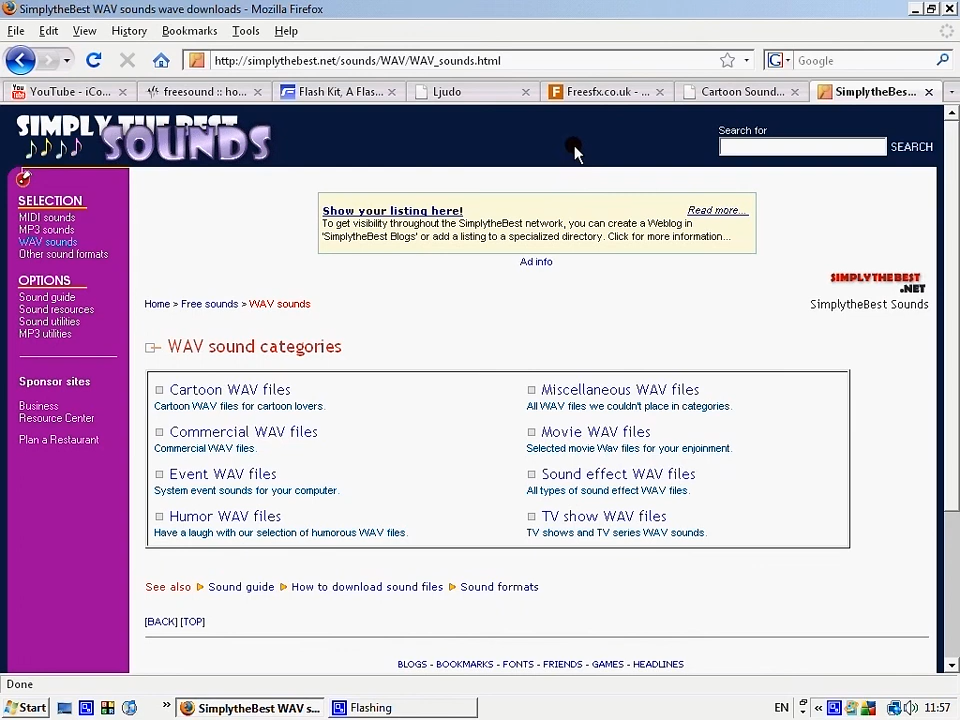 SimplytheBest WAV sounds wave downloads - Mozilla Firefox
File Edit View History Bookmarks Tools Help
http://simplythebest.net/sounds/WAV/WAV_sounds.html
Google
YouTube - iCo...
freesound :: ho...
Flash Kit, A Flas...
Ljudo
Freesfx.co.uk - ...
Cartoon Sound...
SimplytheBes...
SIMPLY THE BEST
SOUNDS
Search for
SEARCH
SELECTION
MIDI sounds
MP3 sounds
WAV sounds
Other sound formats
OPTIONS
Sound guide
Sound resources
Sound utilities
MP3 utilities
Sponsor sites
Business
Resource Center
Plan a Restaurant
Show your listing here! Read more...
To get visibility throughout the SimplytheBest network, you can create a Weblog in
'SimplytheBest Blogs' or add a listing to a specialized directory. Click for more information...
Ad info
SIMPLYTHEBEST
.NET
SimplytheBest Sounds
Home > Free sounds > WAV sounds
WAV sound categories
Cartoon WAV files
Cartoon WAV files for cartoon lovers.
Commercial WAV files
Commercial WAV files.
Event WAV files
System event sounds for your computer.
Humor WAV files
Have a laugh with our selection of humorous WAV files.
Miscellaneous WAV files
All WAV files we couldn't place in categories.
Movie WAV files
Selected movie Wav files for your enjoinment.
Sound effect WAV files
All types of sound effect WAV files.
TV show WAV files
TV shows and TV series WAV sounds.
See also Sound guide How to download sound files Sound formats
[BACK] [TOP]
BLOGS - BOOKMARKS - FONTS - FRIENDS - GAMES - HEADLINES
Done
Start
SimplytheBest WAV s...
Flashing
EN
11:57